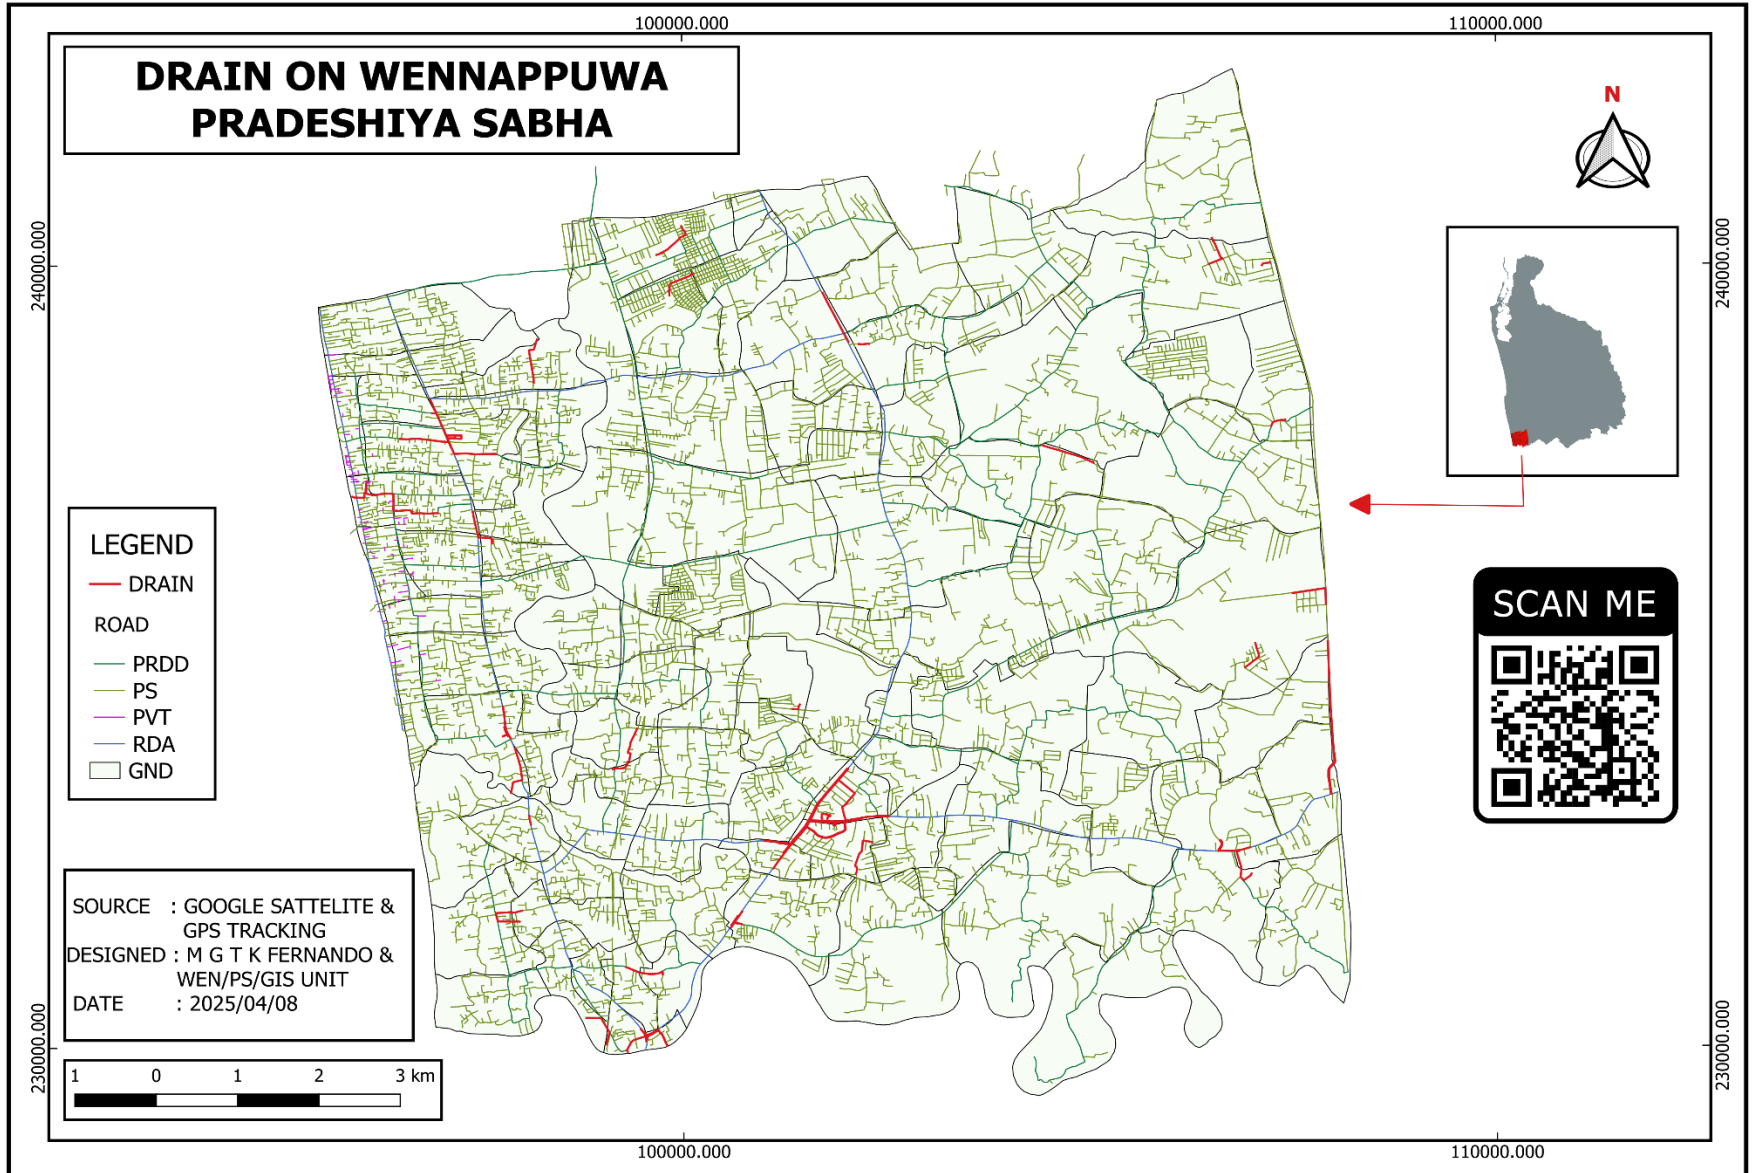 100000.000
110000.000
DRAIN ON WENNAPPUWA
PRADESHIYA SABHA
N
240000.000
240000.000
LEGEND
DRAIN
ROAD
PRDD
PS
PVT
RDA
GND
SCAN ME
SOURCE : GOOGLE SATTELITE &
GPS TRACKING
DESIGNED : M G T K FERNANDO &
WEN/PS/GIS UNIT
DATE : 2025/04/08
230000.000
230000.000
1 0 1 2 3 km
100000.000
110000.000